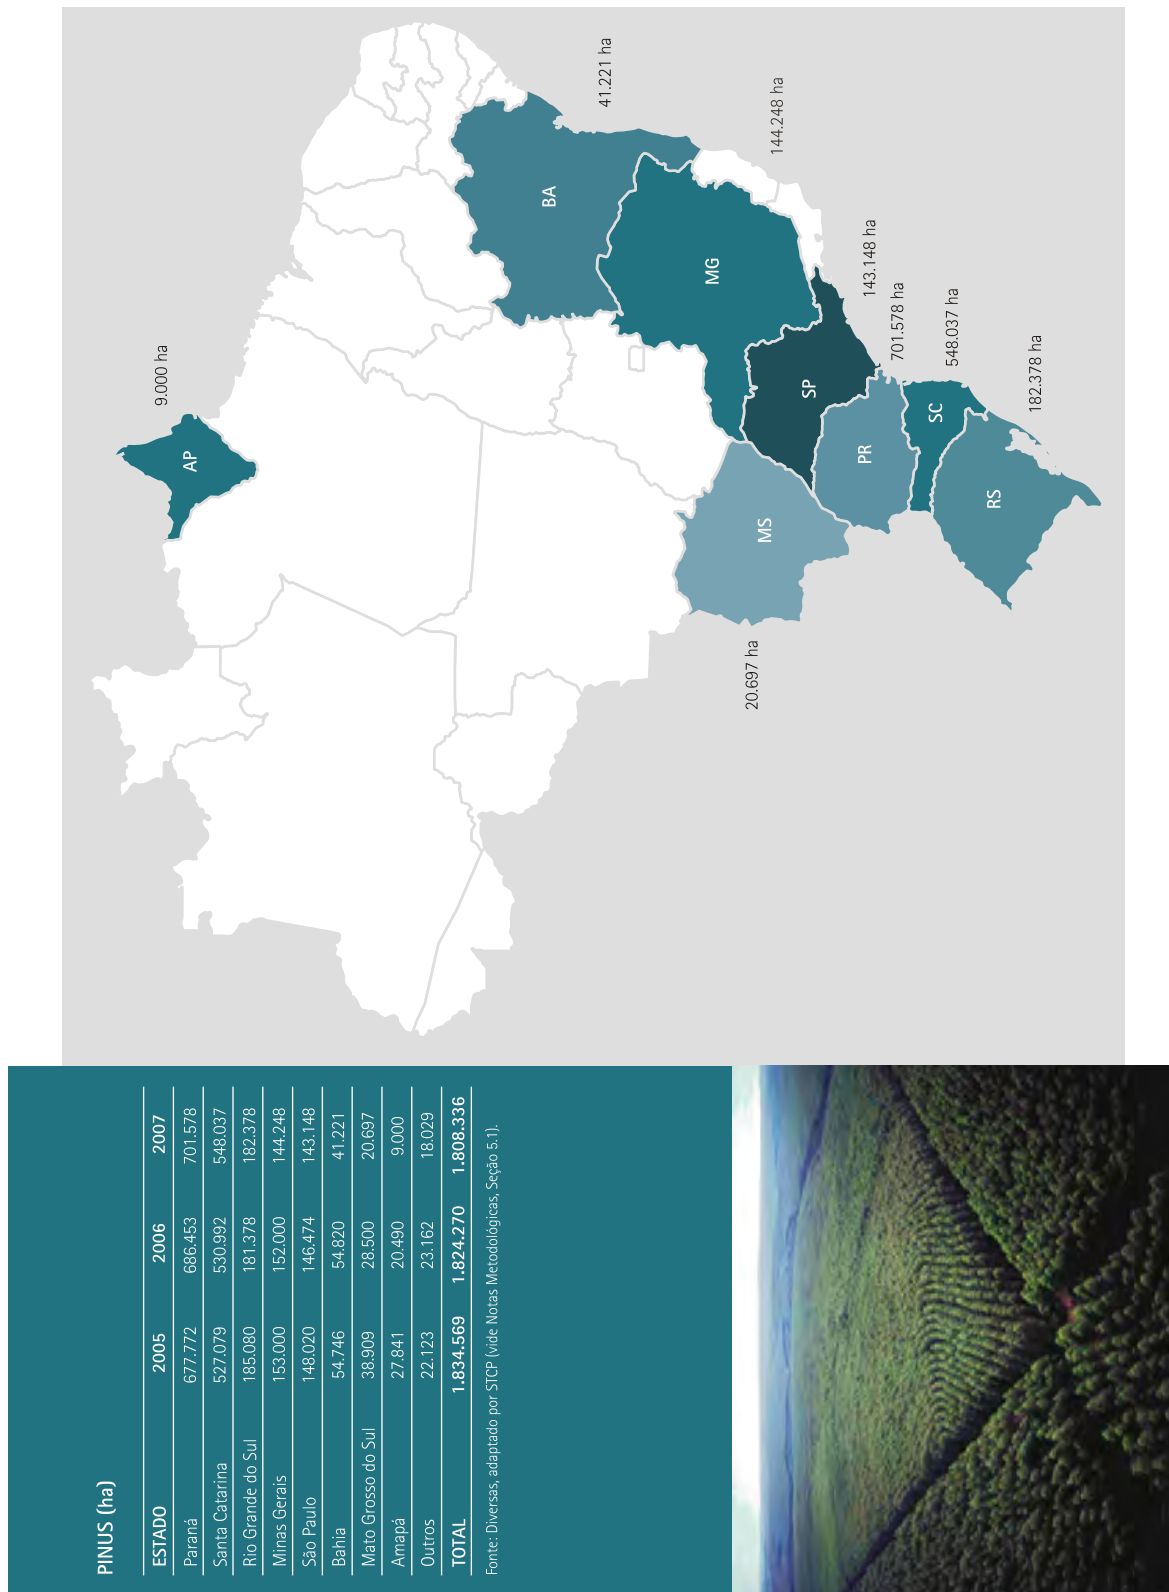 PINUS (ha)
ESTADO 2005 2006 2007
Paraná 677.772 686.453 701.578
Santa Catarina 527.079 530.992 548.037
Rio Grande do Sul 185.080 181.378 182.378
Minas Gerais 153.000 152.000 144.248
São Paulo 148.020 146.474 143.148
Bahia 54.746 54.820 41.221
Mato Grosso do Sul 38.909 28.500 20.697
Amapá 27.841 20.490 9.000
Outros 22.123 23.162 18.029
TOTAL 1.834.569 1.824.270 1.808.336
Fonte: Diversas, adaptado por STCP (vide Notas Metodológicas, Seção 5.1).
9.000 ha
AP
BA
41.221 ha
MG
144.248 ha
MS
20.697 ha
SP
143.148 ha
PR
701.578 ha
SC
548.037 ha
RS
182.378 ha